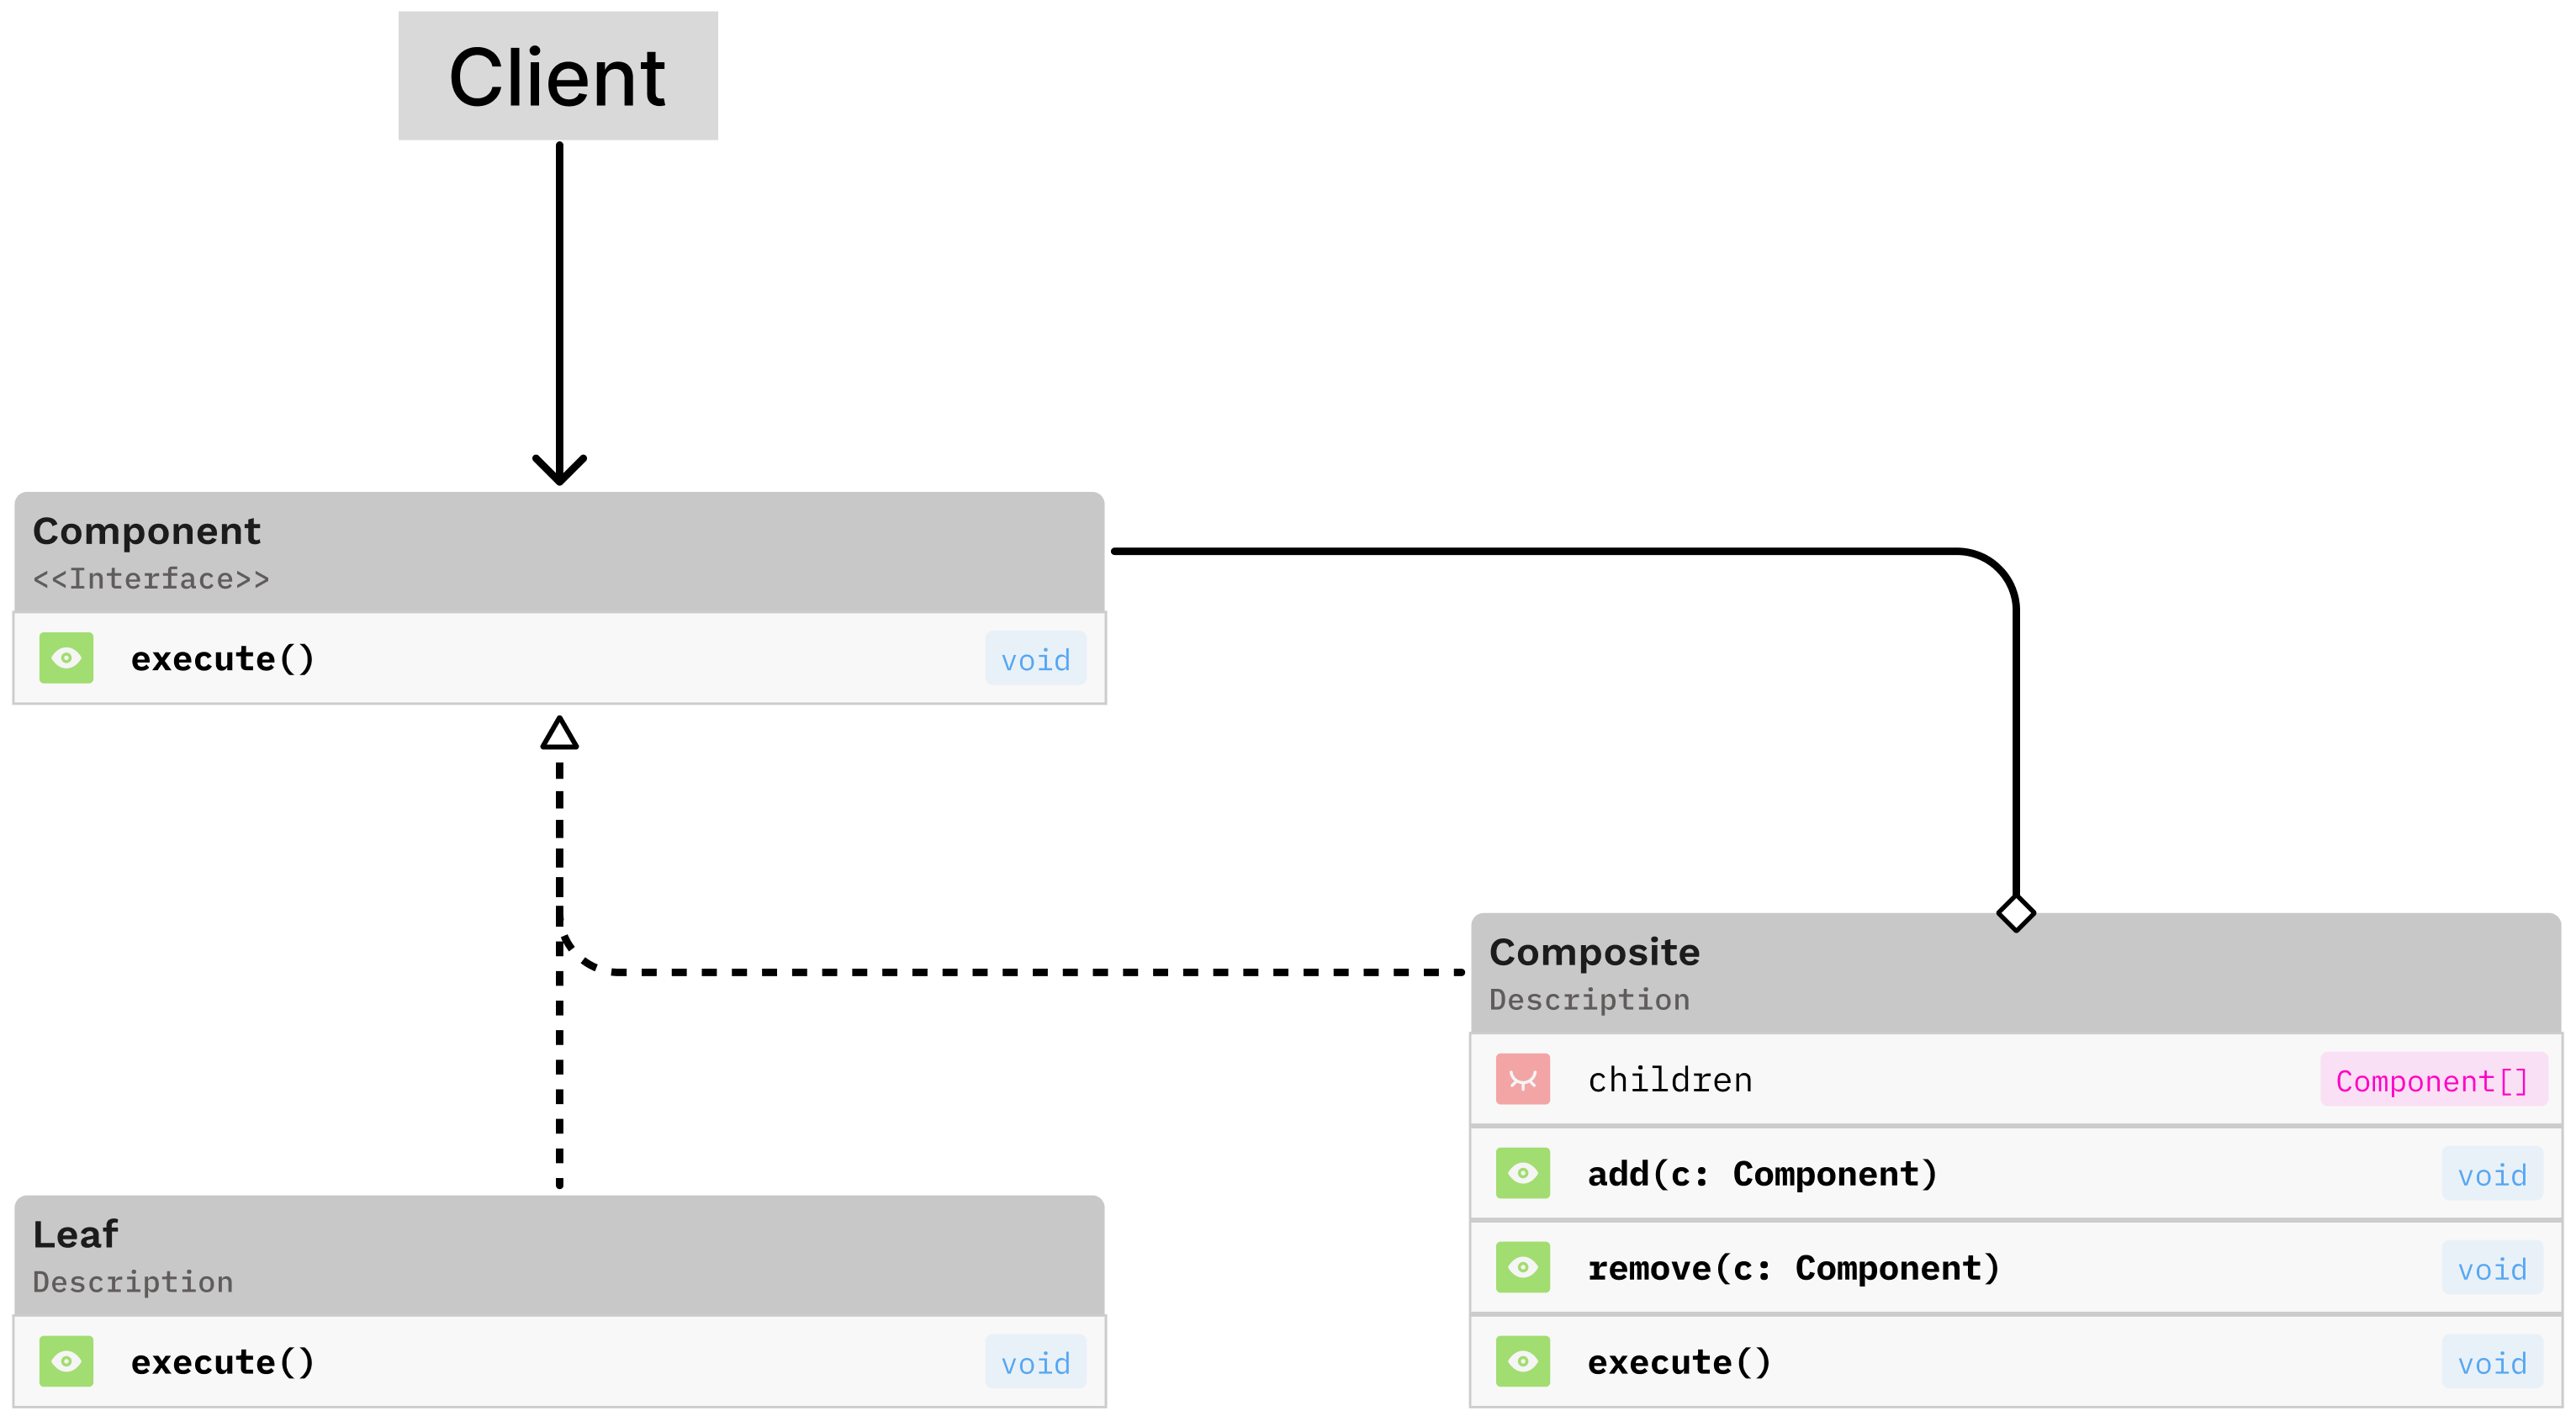 Client
Component
<<Interface>>
execute()
void
Composite
Description
children
Component[]
add(c: Component)
void
remove(c: Component)
void
execute()
void
Leaf
Description
execute()
void